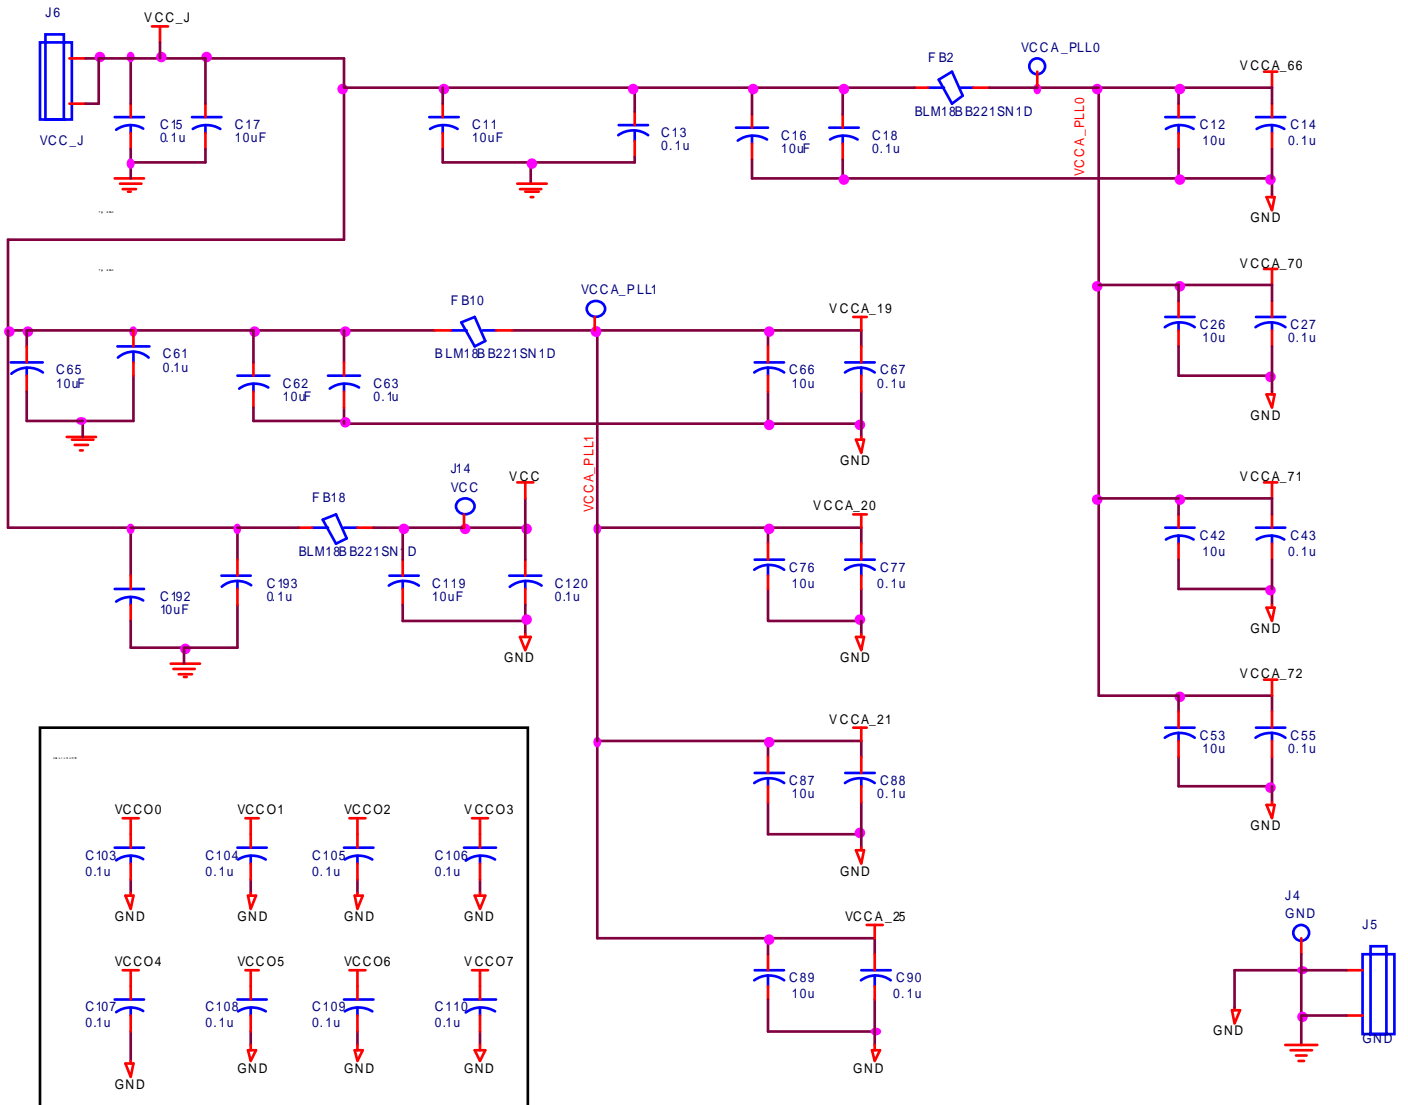 J6
VCC_J
VCC_J
C15
0.1u
C17
10uF
C11
10uF
C13
0.1u
C16
10uF
C18
0.1u
FB2
BLM18BB221SN1D
VCCA_PLL0
VCCA_PLL0
VCCA_66
C12
10u
C14
0.1u
GND
VCCA_70
C26
10u
C27
0.1u
GND
VCCA_71
C42
10u
C43
0.1u
GND
VCCA_72
C53
10u
C55
0.1u
GND
C65
10uF
C61
0.1u
C62
10uF
C63
0.1u
FB10
BLM18BB221SN1D
VCCA_PLL1
VCCA_PLL1
VCCA_19
C66
10u
C67
0.1u
GND
VCCA_20
C76
10u
C77
0.1u
GND
VCCA_21
C87
10u
C88
0.1u
GND
VCCA_25
C89
10u
C90
0.1u
GND
C192
10uF
C193
0.1u
FB18
BLM18BB221SN1D
J14
VCC
VCC
C119
10uF
C120
0.1u
GND
VCCO0
C103
0.1u
GND
VCCO1
C104
0.1u
GND
VCCO2
C105
0.1u
GND
VCCO3
C106
0.1u
GND
VCCO4
C107
0.1u
GND
VCCO5
C108
0.1u
GND
VCCO6
C109
0.1u
GND
VCCO7
C110
0.1u
GND
J4
GND
J5
GND
GND